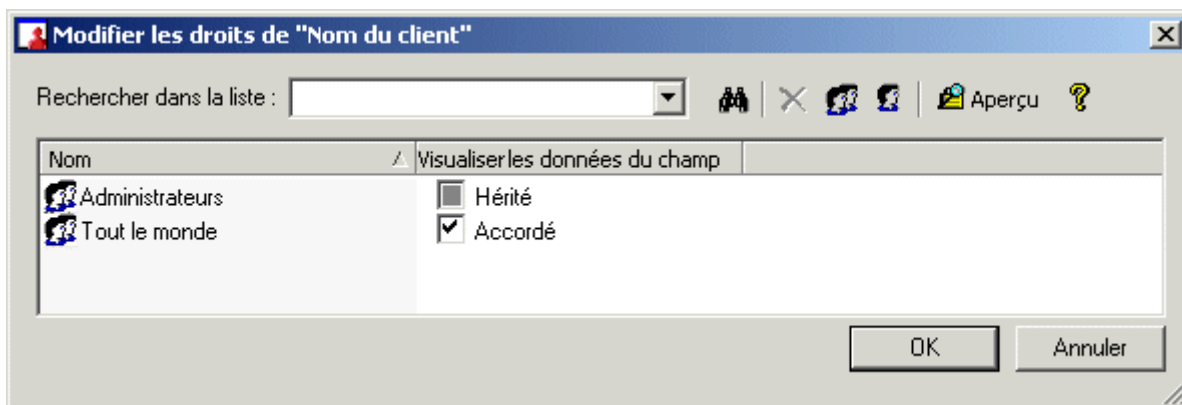 Modifier les droits de "Nom du client"
Rechercher dans la liste : Aperçu
Nom Visualiser les données du champ
Administrateurs Hérité
Tout le monde Accordé
OK Annuler